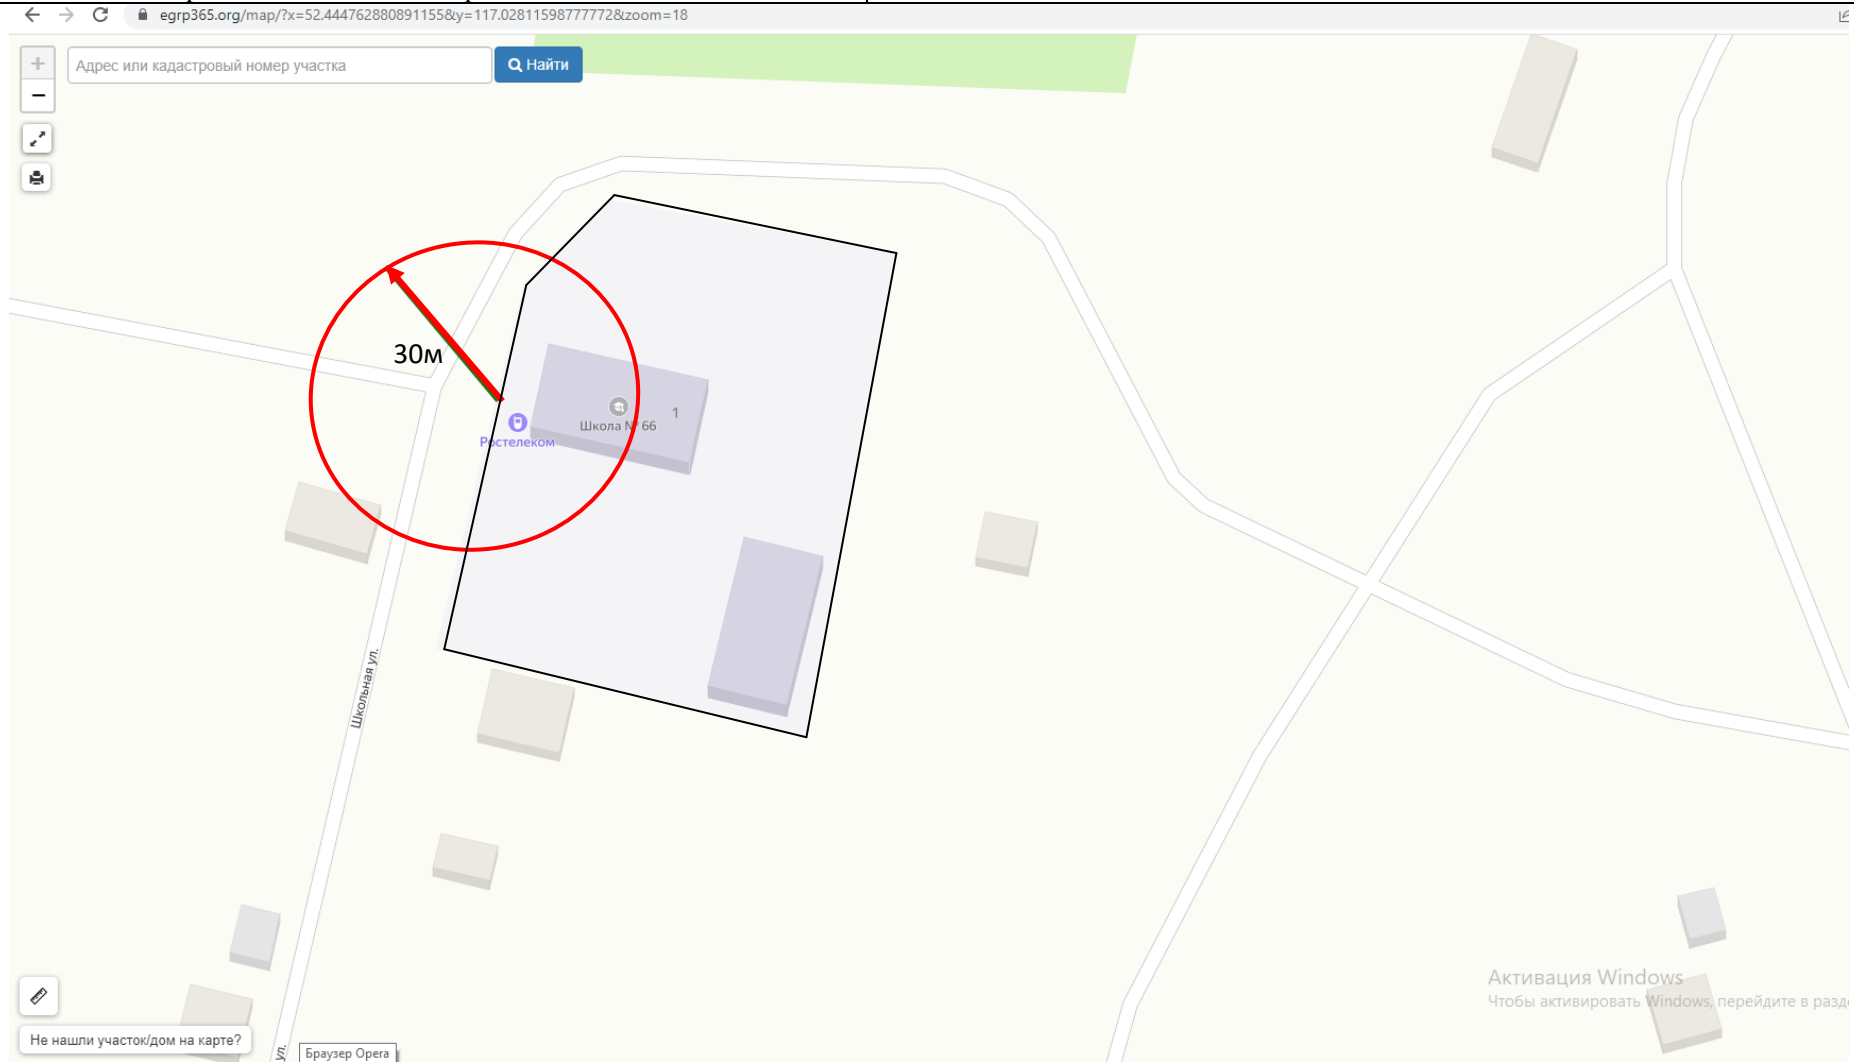 egrp365.org/map/?x=52.444762880891155&y=117.02811598777772&zoom=18
Адрес или кадастровый номер участка
Найти
30м
1
Школа № 66
Ростелеком
Школьная ул.
ул.
Активация Windows
Чтобы активировать Windows, перейдите в разд
Не нашли участок/дом на карте?
Браузер Opera